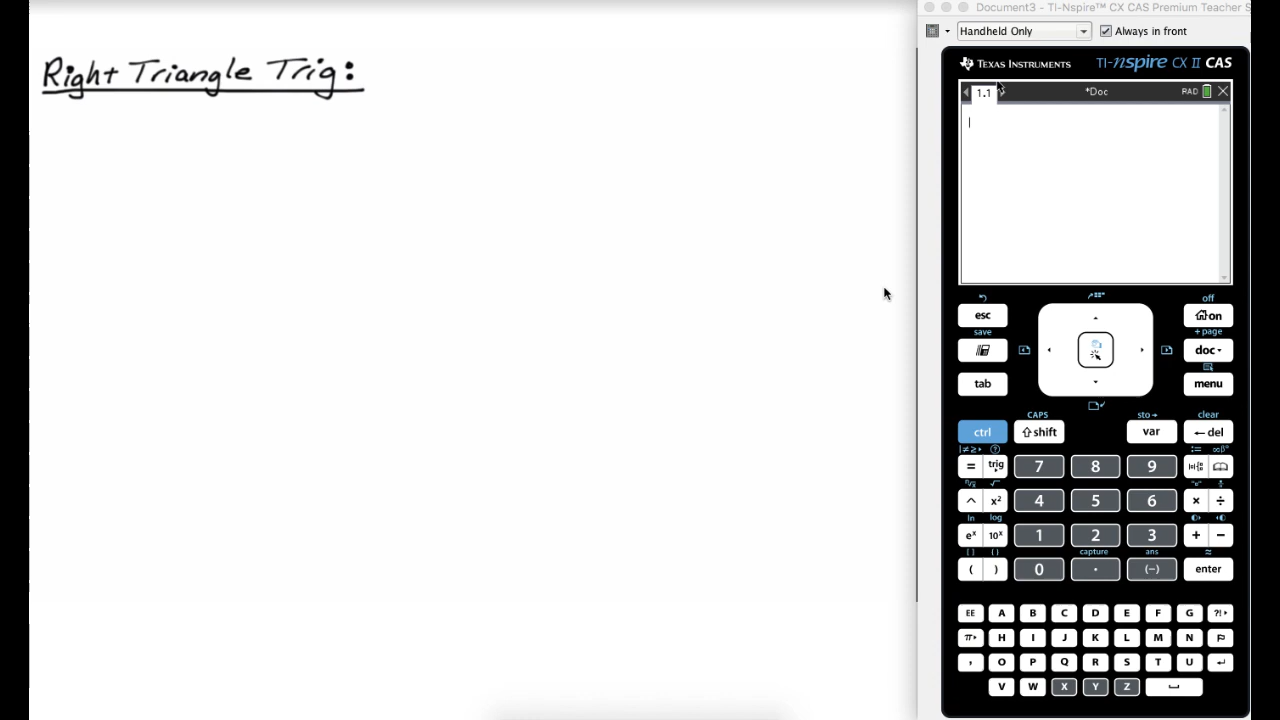 Right Triangle Trig:
Document3 - TI-Nspire™ CX CAS Premium Teacher S
Handheld Only
Always in front
TEXAS INSTRUMENTS TI-nspire CX II CAS
1.1 *Doc RAD
off
esc on
save + page
doc
tab menu
CAPS sto→ clear
ctrl shift var ←del
|≠≥▸ ? := ∞β°
= trig 7 8 9
ⁿ√x √ "e" ÷
^ x² 4 5 6 × ÷
ln log
eˣ 10ˣ 1 2 3 + −
[ ] { } capture ans ≈
( ) 0 . (−) enter
EE A B C D E F G ?!▸
π▸ H I J K L M N
, O P Q R S T U ↵
V W X Y Z